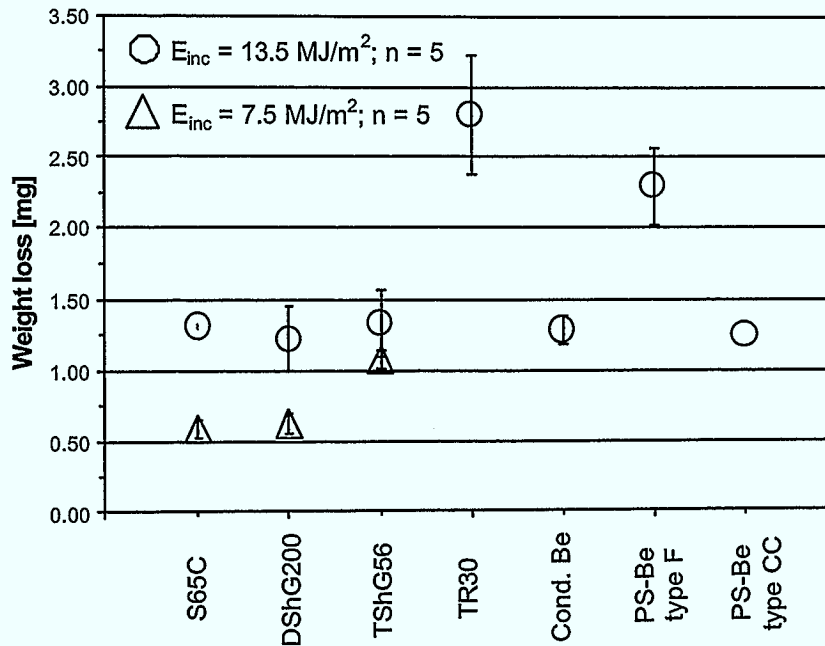 3.50
3.00
2.50
2.00
1.50
1.00
0.50
0.00
Weight loss [mg]
E_inc = 13.5 MJ/m²; n = 5
E_inc = 7.5 MJ/m²; n = 5
S65C
DShG200
TShG56
TR30
Cond. Be
PS-Be
type F
PS-Be
type CC